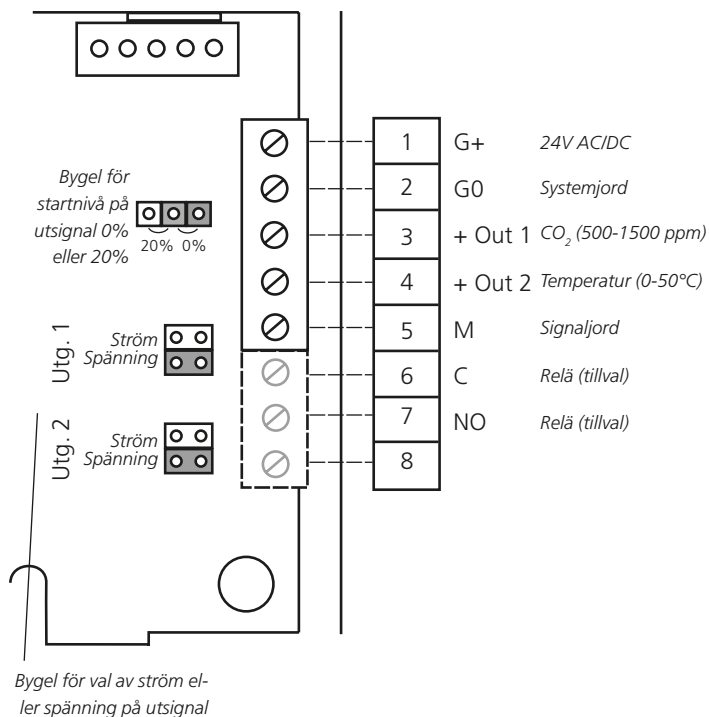 Bygel för
startnivå på
utsignal 0%
eller 20%
20% 0%
Utg. 1
Ström
Spänning
Utg. 2
Ström
Spänning
1 G+ 24V AC/DC
2 G0 Systemjord
3 + Out 1 CO2 (500-1500 ppm)
4 + Out 2 Temperatur (0-50°C)
5 M Signaljord
6 C Relä (tillval)
7 NO Relä (tillval)
8
Bygel för val av ström el-
ler spänning på utsignal